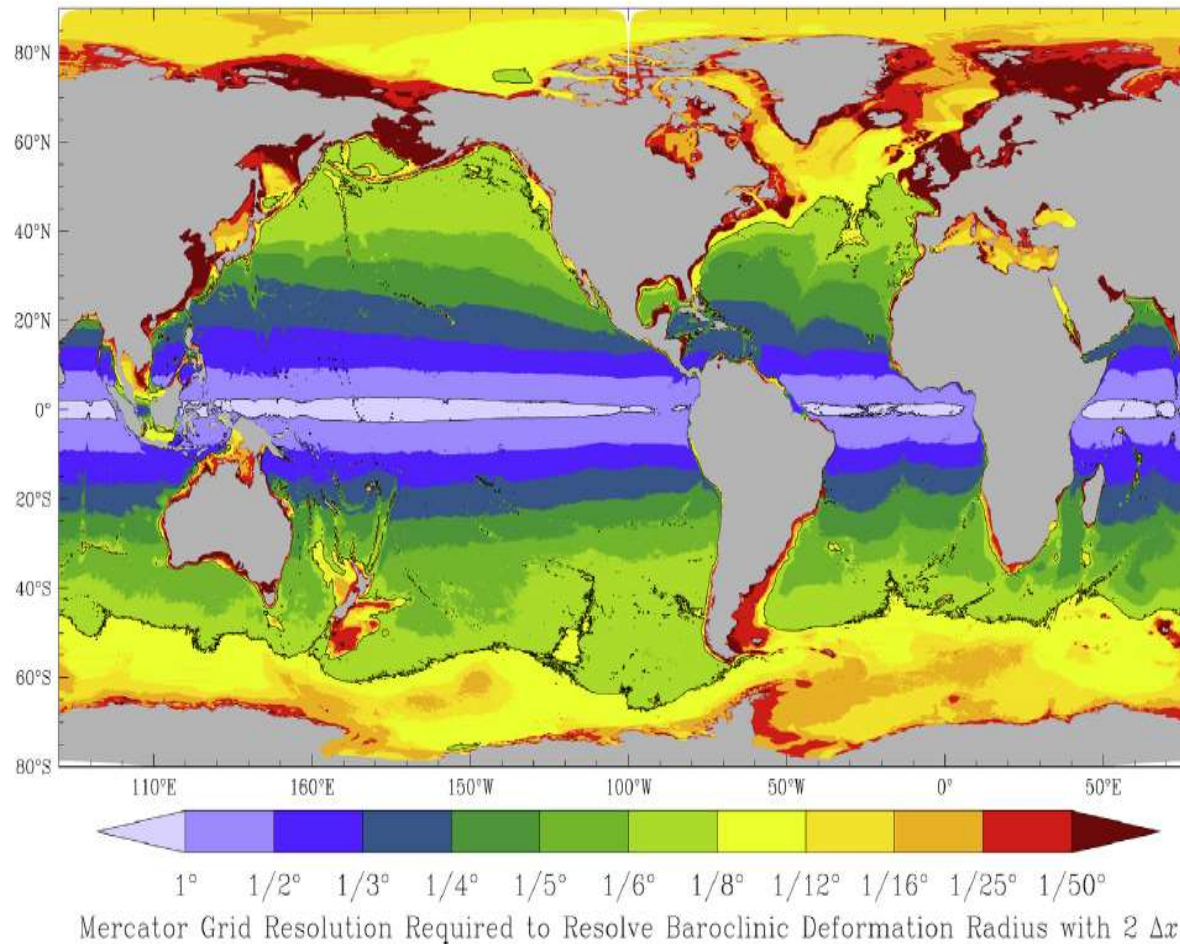 80°N
60°N
40°N
20°N
0°
20°S
40°S
60°S
80°S
110°E 160°E 150°W 100°W 50°W 0° 50°E
1° 1/2° 1/3° 1/4° 1/5° 1/6° 1/8° 1/12° 1/16° 1/25° 1/50°
Mercator Grid Resolution Required to Resolve Baroclinic Deformation Radius with 2 Δx